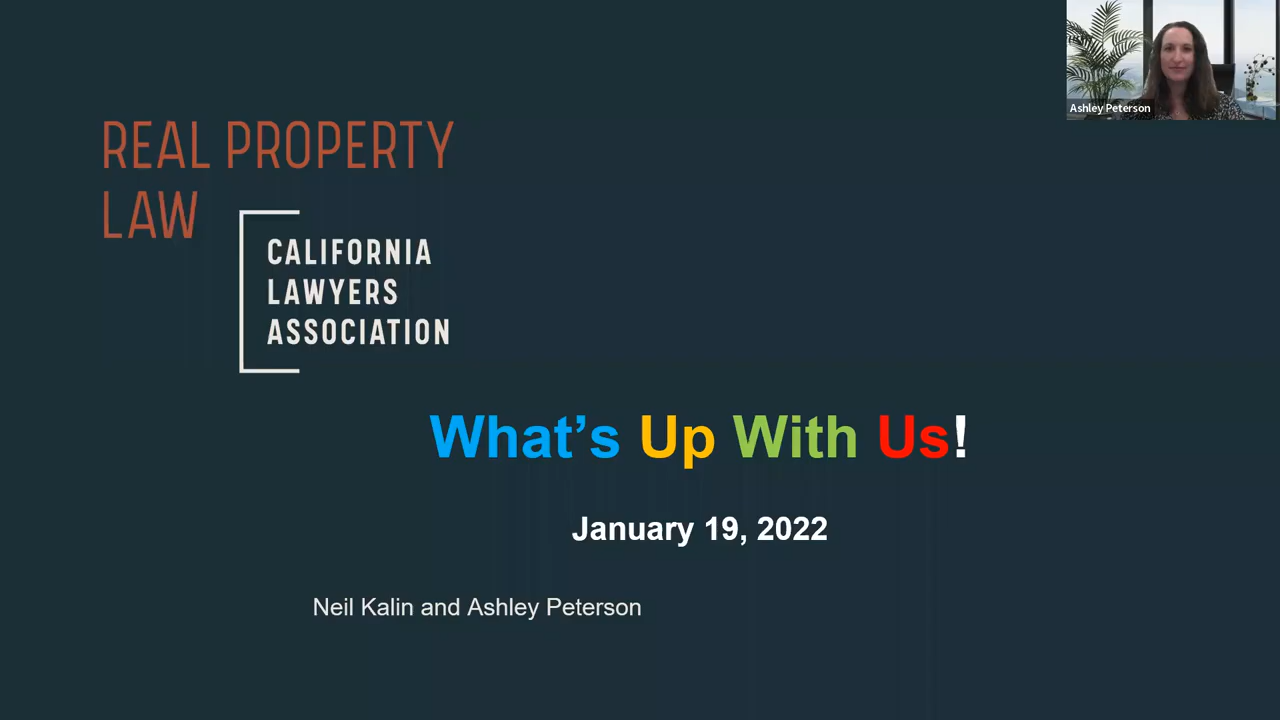 Ashley Peterson
REAL PROPERTY
LAW
CALIFORNIA
LAWYERS
ASSOCIATION
What’s Up With Us!
January 19, 2022
Neil Kalin and Ashley Peterson